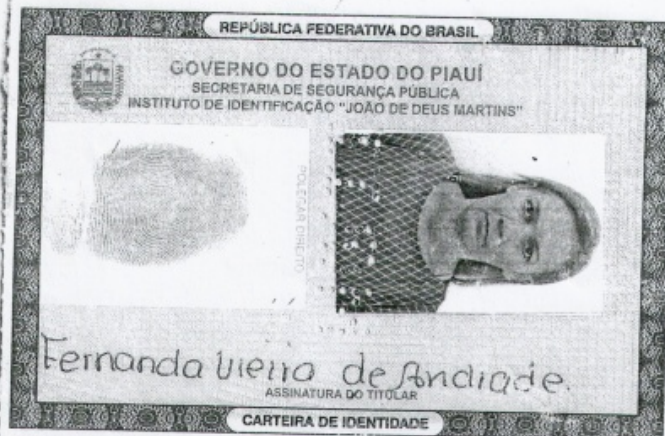 REPÚBLICA FEDERATIVA DO BRASIL
GOVERNO DO ESTADO DO PIAUÍ
SECRETARIA DE SEGURANÇA PÚBLICA
INSTITUTO DE IDENTIFICAÇÃO "JOÃO DE DEUS MARTINS"
POLEGAR DIREITO
Fernanda Vieira de Andrade.
ASSINATURA DO TITULAR
CARTEIRA DE IDENTIDADE